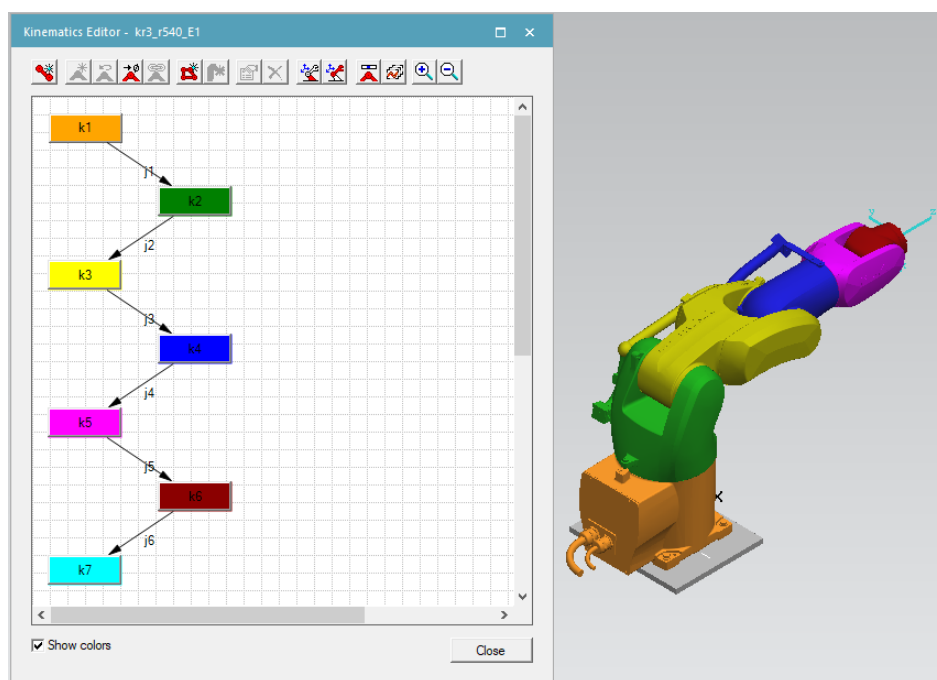 Kinematics Editor - kr3_r540_E1
k1
j1
k2
j2
k3
j3
k4
j4
k5
j5
k6
j6
k7
Show colors
Close
X